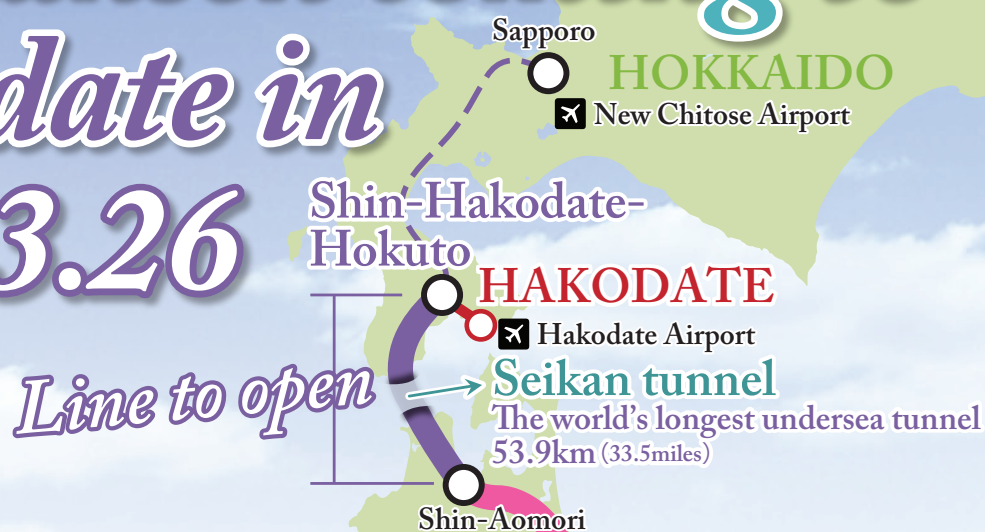 date in
3.26
Sapporo
HOKKAIDO
New Chitose Airport
Shin-Hakodate-
Hokuto
HAKODATE
Hakodate Airport
Line to open
Seikan tunnel
The world's longest undersea tunnel
53.9km (33.5miles)
Shin-Aomori